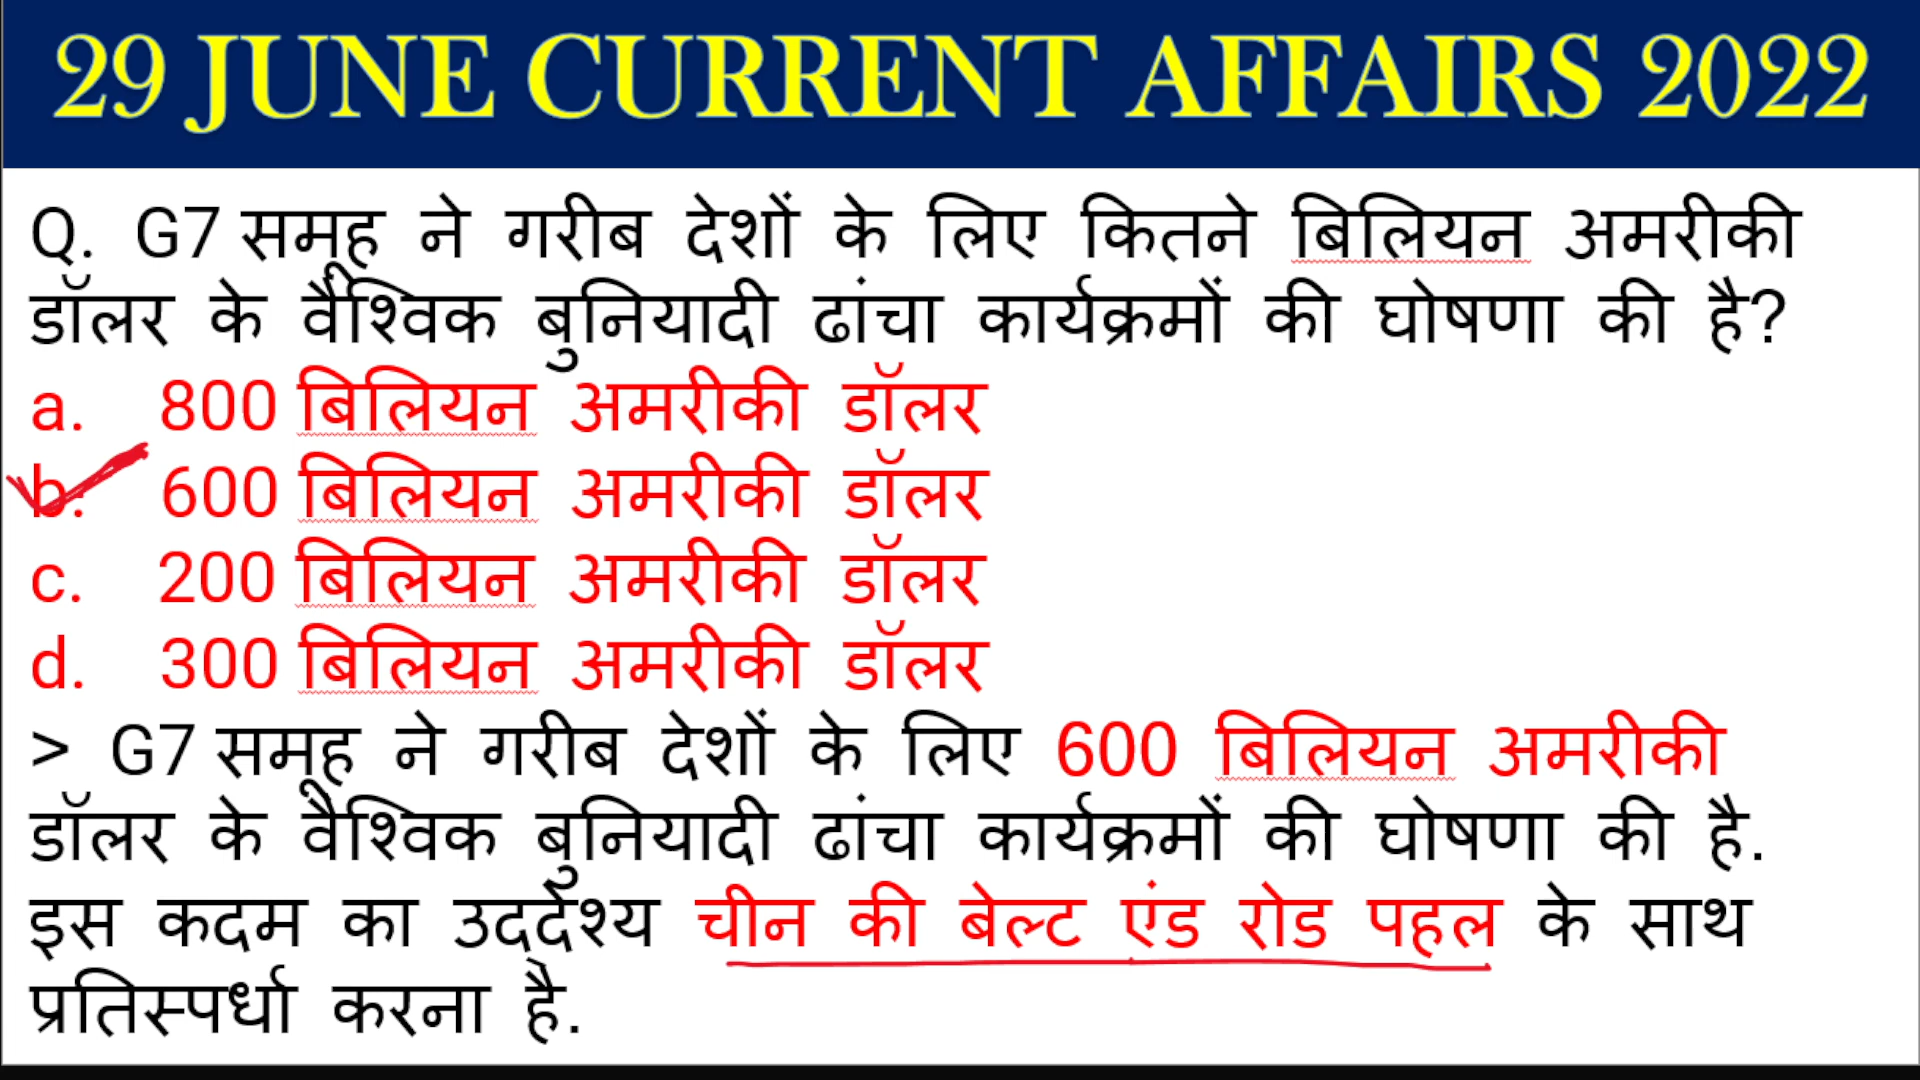 29 JUNE CURRENT AFFAIRS 2022
Q. G7 समूह ने गरीब देशों के लिए कितने बिलियन अमरीकी
डॉलर के वैश्विक बुनियादी ढांचा कार्यक्रमों की घोषणा की है?
a. 800 बिलियन अमरीकी डॉलर
b. 600 बिलियन अमरीकी डॉलर
c. 200 बिलियन अमरीकी डॉलर
d. 300 बिलियन अमरीकी डॉलर
> G7 समूह ने गरीब देशों के लिए 600 बिलियन अमरीकी
डॉलर के वैश्विक बुनियादी ढांचा कार्यक्रमों की घोषणा की है.
इस कदम का उद्देश्य चीन की बेल्ट एंड रोड पहल के साथ
प्रतिस्पर्धा करना है.